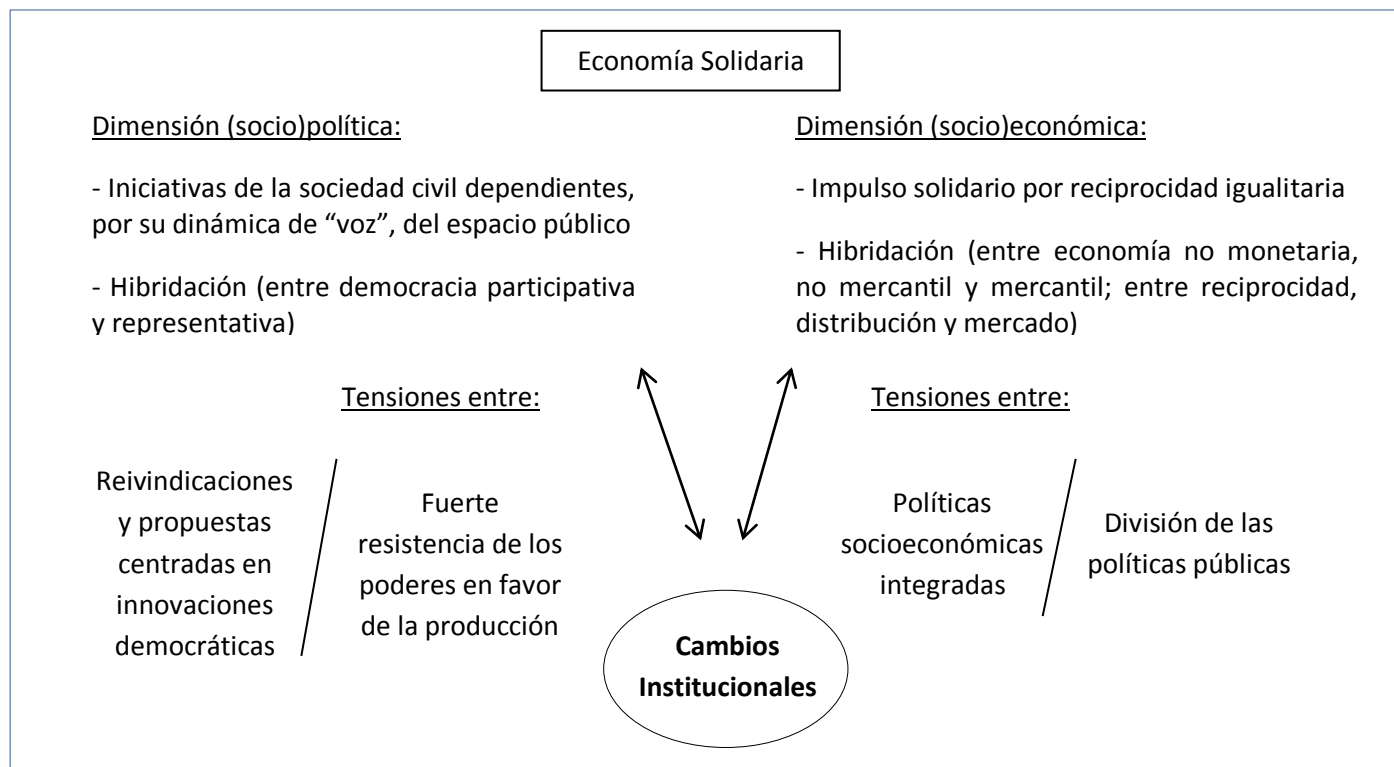 Economía Solidaria
Dimensión (socio)política:
- Iniciativas de la sociedad civil dependientes,
por su dinámica de “voz”, del espacio público
- Hibridación (entre democracia participativa
y representativa)
Dimensión (socio)económica:
- Impulso solidario por reciprocidad igualitaria
- Hibridación (entre economía no monetaria,
no mercantil y mercantil; entre reciprocidad,
distribución y mercado)
Tensiones entre:
Reivindicaciones
y propuestas
centradas en
innovaciones
democráticas
Fuerte
resistencia de los
poderes en favor
de la producción
Tensiones entre:
Políticas
socioeconómicas
integradas
División de las
políticas públicas
Cambios
Institucionales